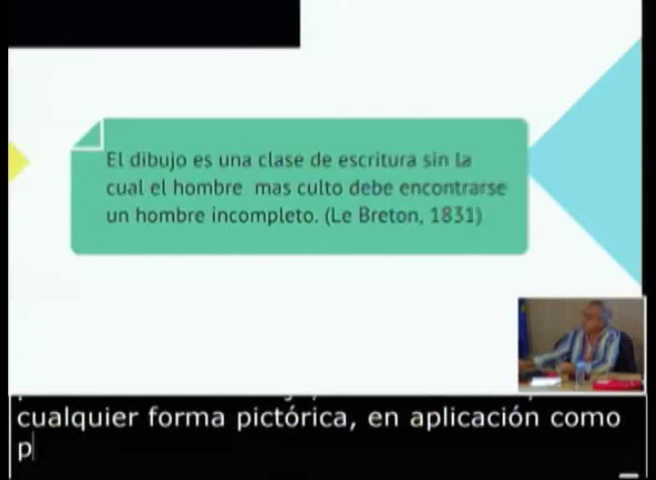 El dibujo es una clase de escritura sin la
cual el hombre mas culto debe encontrarse
un hombre incompleto. (Le Breton, 1831)
cualquier forma pictórica, en aplicación como
p